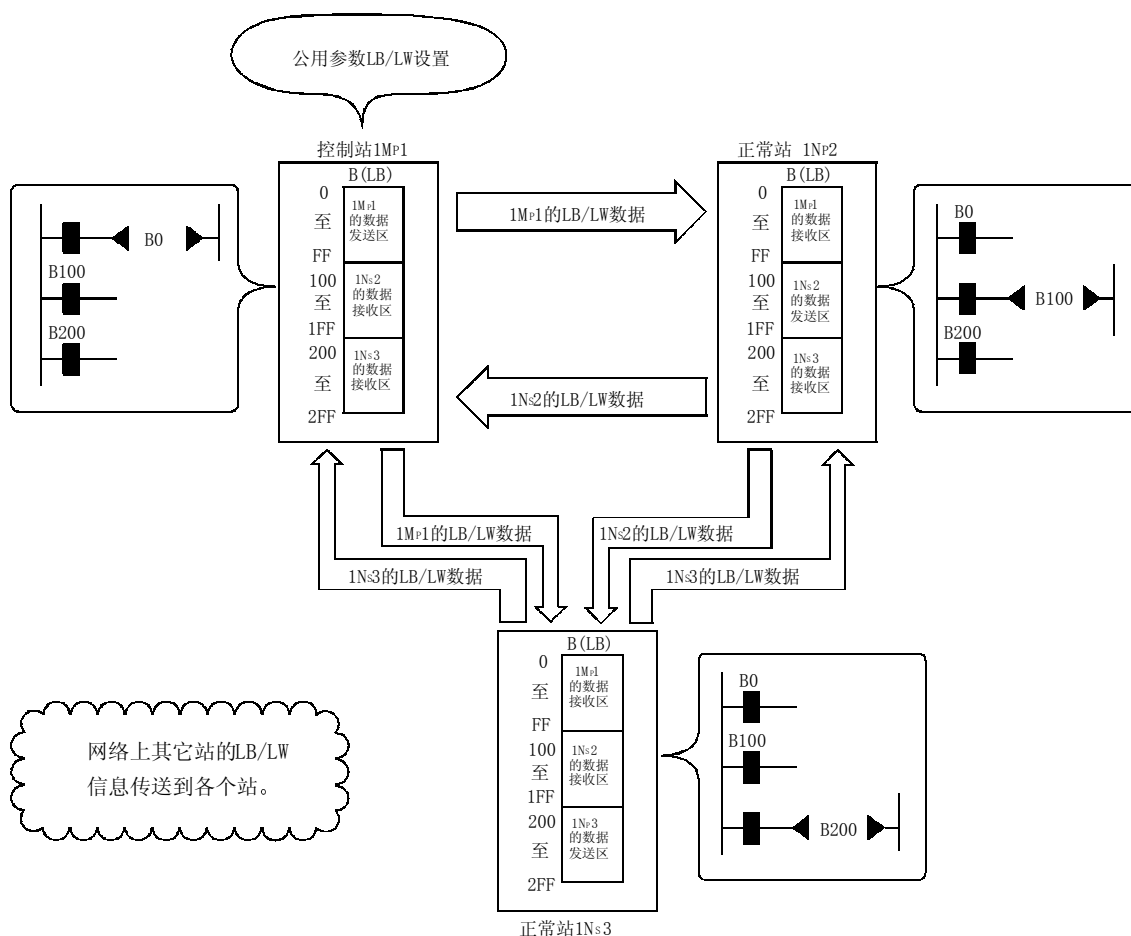 公用参数LB/LW设置
控制站1MP1
B(LB)
0
至
FF
100
至
1FF
200
至
2FF
1MP1
的数据
发送区
1NS2
的数据
接收区
1NS3
的数据
接收区
B0
B100
B200
1MP1的LB/LW数据
1NS2的LB/LW数据
正常站 1NP2
B(LB)
0
至
FF
100
至
1FF
200
至
2FF
1MP1
的数据
接收区
1NS2
的数据
发送区
1NS3
的数据
接收区
B0
B100
B200
1MP1的LB/LW数据
1NS3的LB/LW数据
1NS2的LB/LW数据
1NS3的LB/LW数据
B(LB)
0
至
FF
100
至
1FF
200
至
2FF
1MP1
的数据
接收区
1NS2
的数据
接收区
1NP3
的数据
发送区
正常站1NS3
B0
B100
B200
网络上其它站的LB/LW
信息传送到各个站。